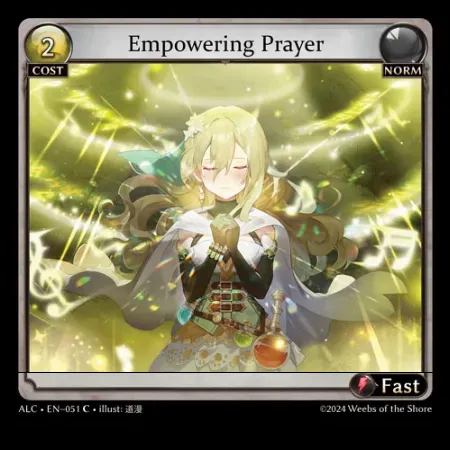 2
Empowering Prayer
COST
NORM
Fast
ALC • EN–051 C • illust: 道漫
©2024 Weebs of the Shore